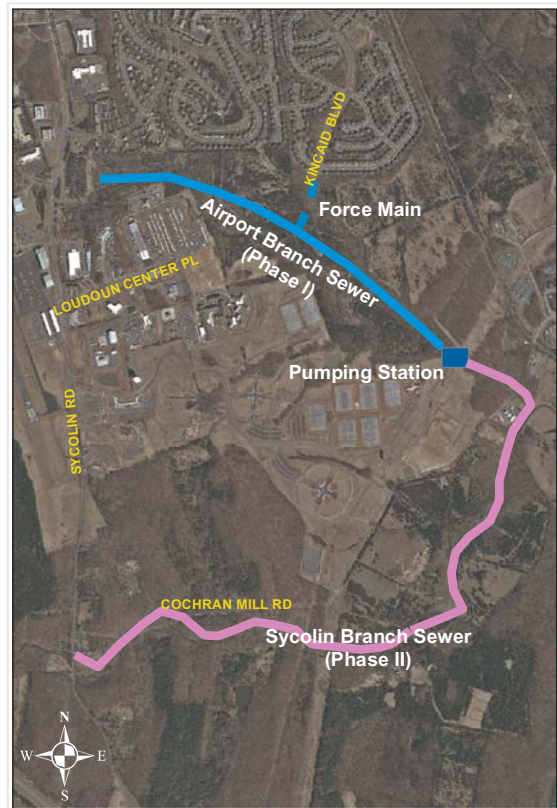 KINCAID BLVD
Force Main
Airport Branch Sewer
(Phase I)
LOUDOUN CENTER PL
Pumping Station
SYCOLIN RD
COCHRAN MILL RD
Sycolin Branch Sewer
(Phase II)
N
W
E
S